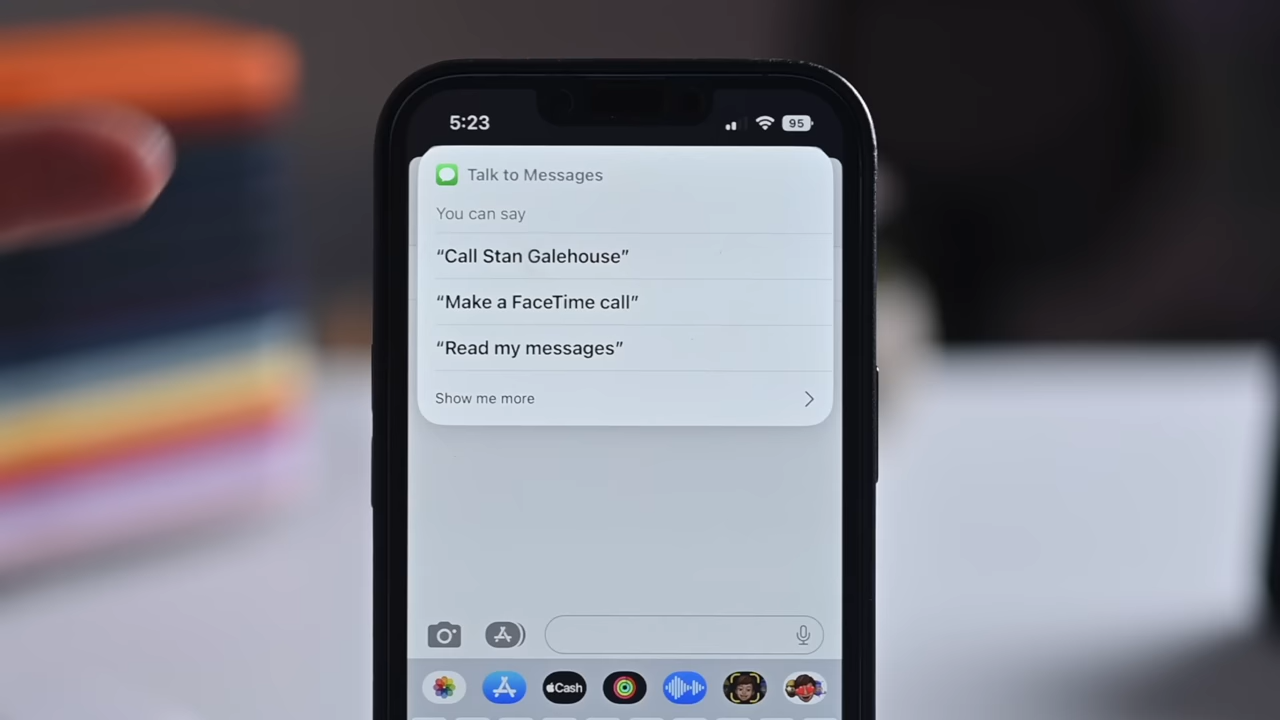 5:23
95
Talk to Messages
You can say
“Call Stan Galehouse”
“Make a FaceTime call”
“Read my messages”
Show me more
Cash